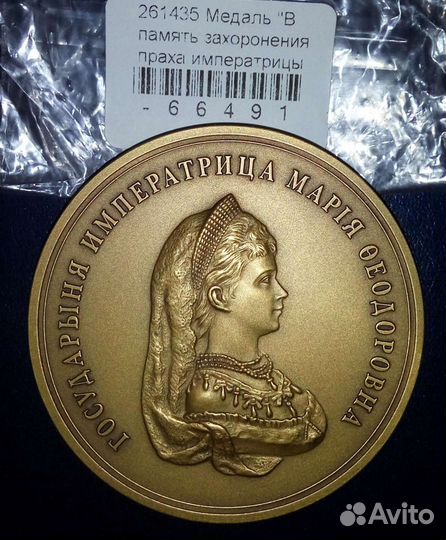 261435 Медаль "В
память захоронения
праха императрицы
- 66491
ГОСУДАРЫНЯ ИМПЕРАТРИЦА МАРІЯ ѲЕОДОРОВНА
Avito